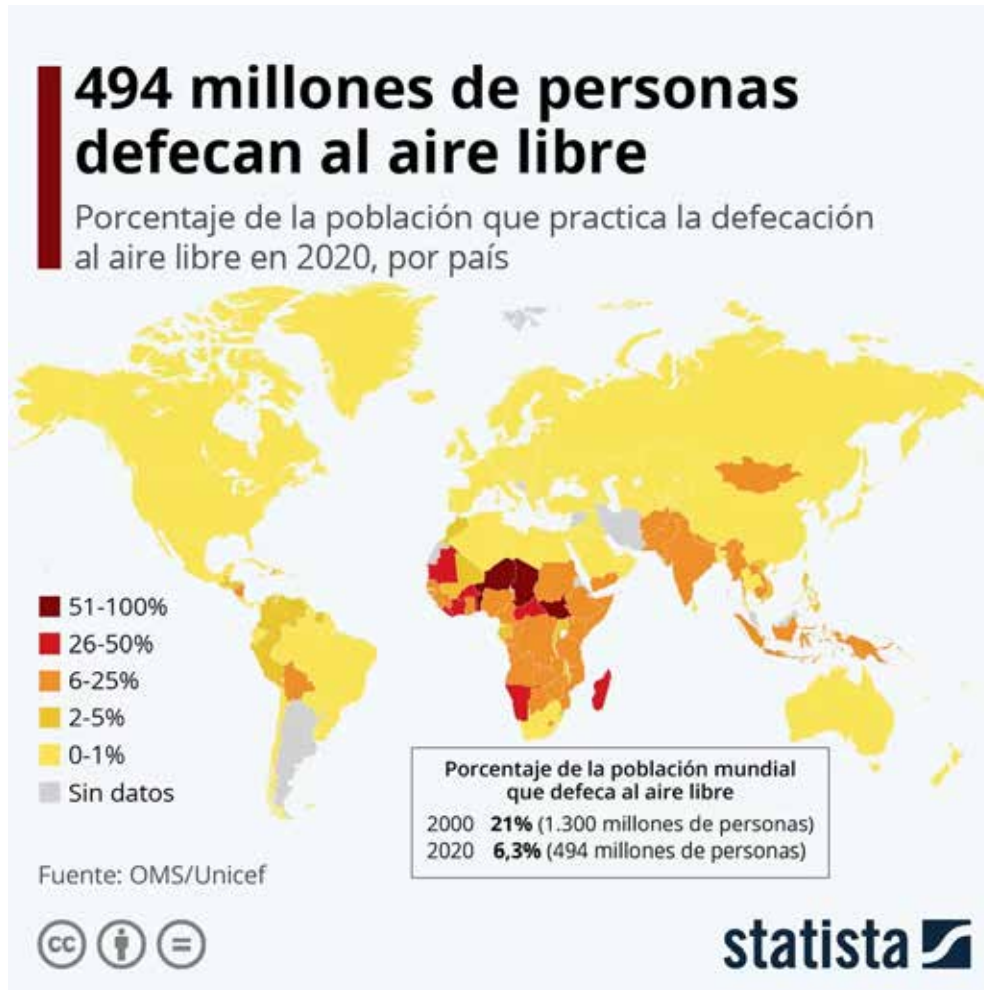 494 millones de personas
defecan al aire libre
Porcentaje de la población que practica la defecación
al aire libre en 2020, por país
51-100%
26-50%
6-25%
2-5%
0-1%
Sin datos
Porcentaje de la población mundial
que defeca al aire libre
2000 21% (1.300 millones de personas)
2020 6,3% (494 millones de personas)
Fuente: OMS/Unicef
cc
statista